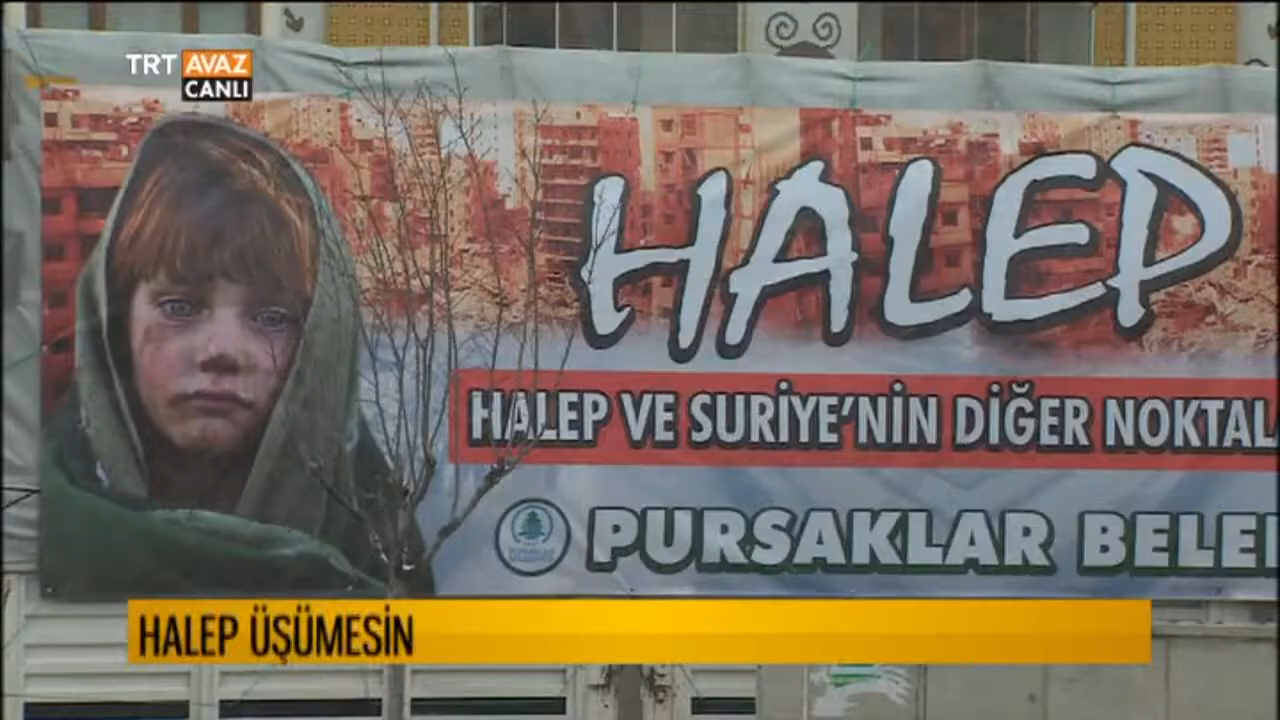 TRT AVAZ
CANLI
HALEP
HALEP VE SURİYE'NİN DİĞER NOKTAL
PURSAKLAR BELE
HALEP ÜŞÜMESİN